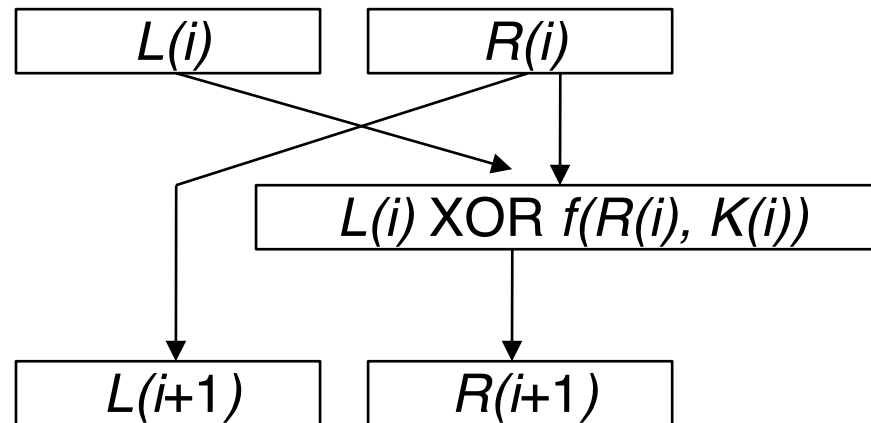 L(i) R(i)
L(i) XOR f(R(i), K(i))
L(i+1) R(i+1)